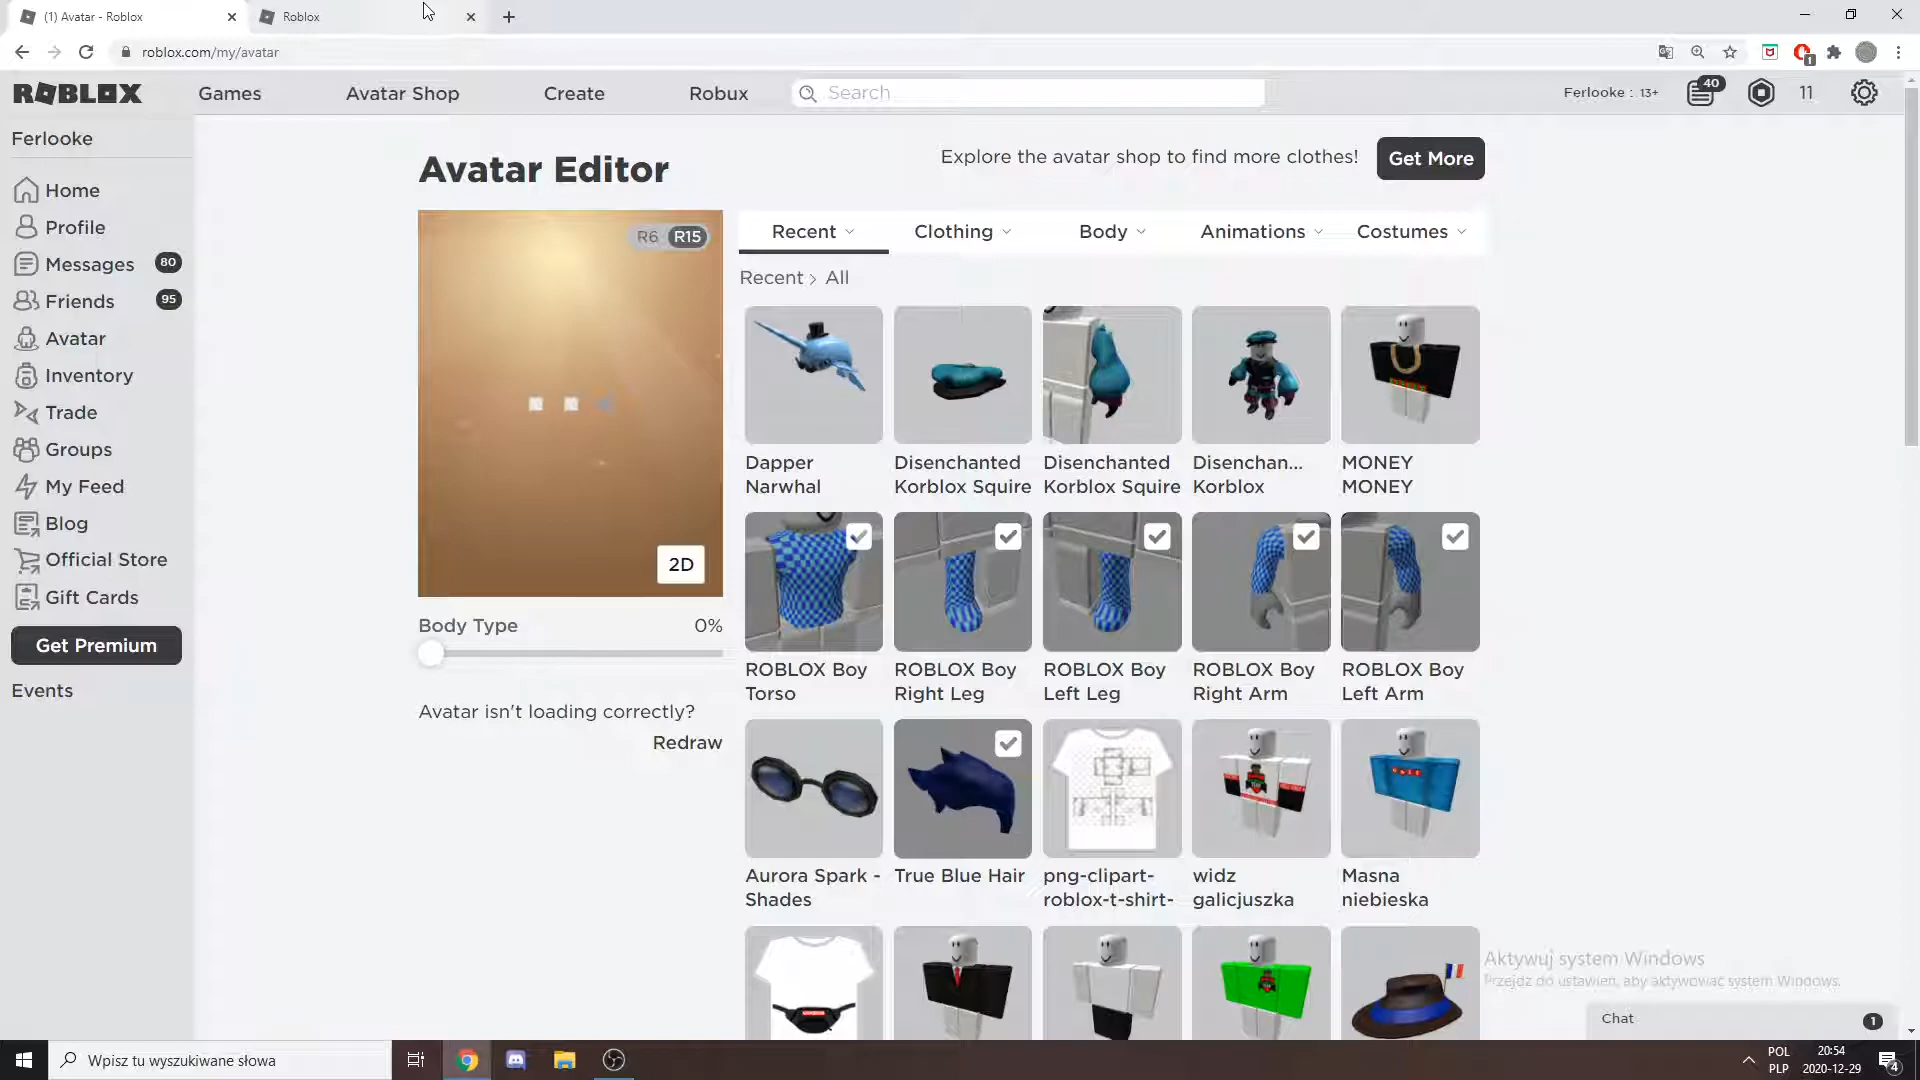 (1) Avatar - Roblox
Roblox
roblox.com/my/avatar
1
ROBLOX
Games
Avatar Shop
Create
Robux
Search
Ferlooke : 13+
40
11
Ferlooke
Home
Profile
Messages 80
Friends 95
Avatar
Inventory
Trade
Groups
My Feed
Blog
Official Store
Gift Cards
Get Premium
Events
Avatar Editor
Explore the avatar shop to find more clothes!
Get More
R6 R15
2D
Body Type 0%
Avatar isn't loading correctly?
Redraw
Recent
Clothing
Body
Animations
Costumes
Recent > All
Dapper
Narwhal
Disenchanted
Korblox Squire
Disenchanted
Korblox Squire
Disenchan...
Korblox
MONEY
MONEY
ROBLOX Boy
Torso
ROBLOX Boy
Right Leg
ROBLOX Boy
Left Leg
ROBLOX Boy
Right Arm
ROBLOX Boy
Left Arm
Aurora Spark -
Shades
True Blue Hair
png-clipart-
roblox-t-shirt-
widz
galicjuszka
Masna
niebieska
Aktywuj system Windows
Przejdź do ustawień, aby aktywować system Windows.
Chat
1
Wpisz tu wyszukiwane słowa
POL
PLP
20:54
2020-12-29
4